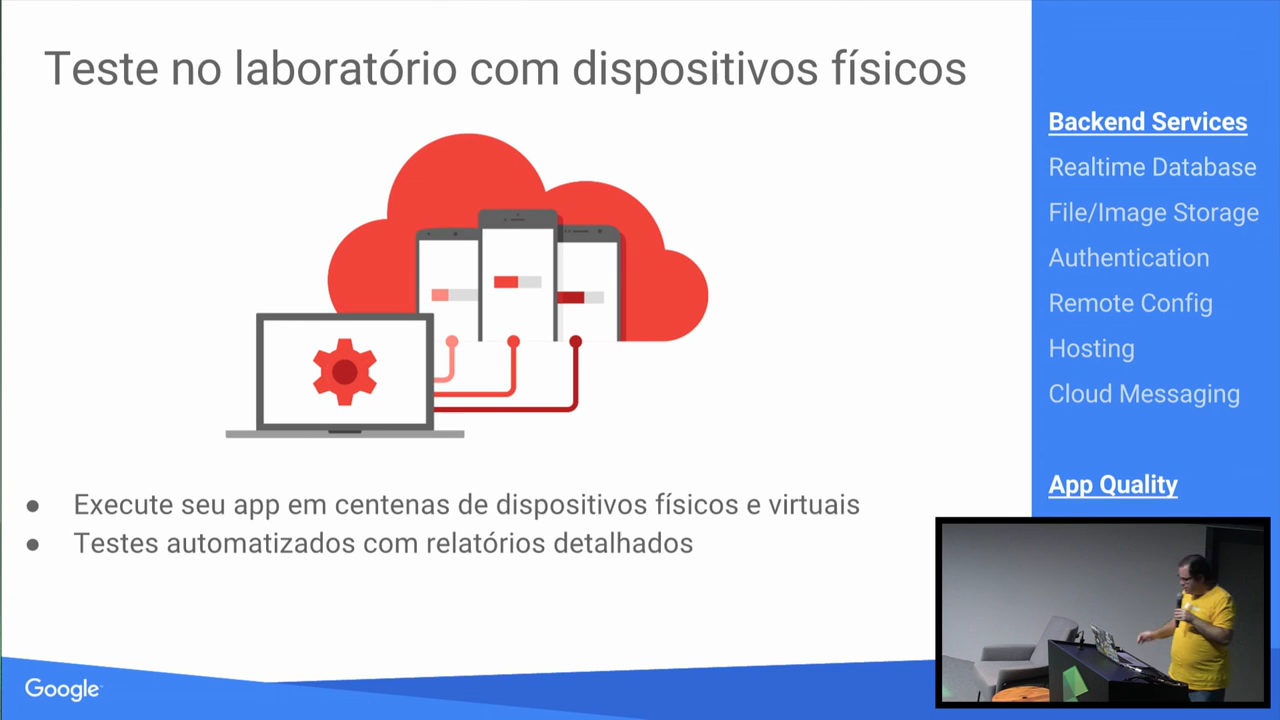 Teste no laboratório com dispositivos físicos
● Execute seu app em centenas de dispositivos físicos e virtuais
● Testes automatizados com relatórios detalhados
Google
Backend Services
Realtime Database
File/Image Storage
Authentication
Remote Config
Hosting
Cloud Messaging
App Quality